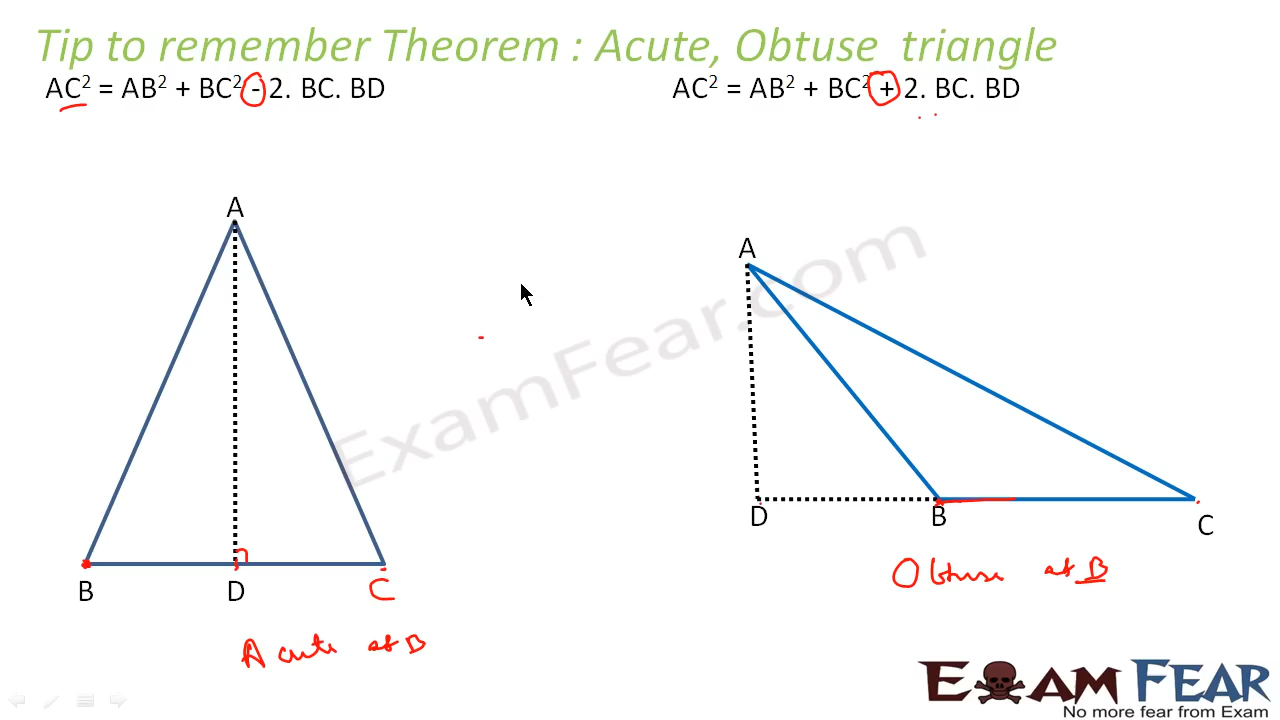 Tip to remember Theorem : Acute, Obtuse triangle
AC² = AB² + BC² - 2. BC. BD
AC² = AB² + BC² + 2. BC. BD
A
A
ExamFear.com
D
B
C
B
D
C
Obtuse at B
Acute at B
EXAM FEAR
No more fear from Exam